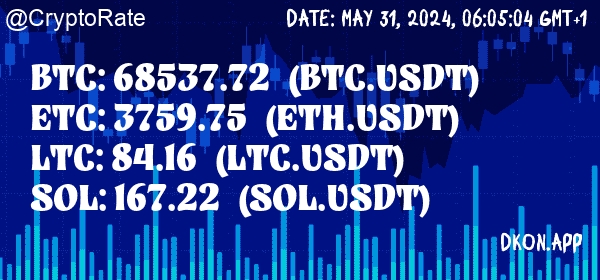 @CryptoRate
DATE: MAY 31, 2024, 06:05:04 GMT+1
BTC: 68537.72 (BTC.USDT)
ETC: 3759.75 (ETH.USDT)
LTC: 84.16 (LTC.USDT)
SOL: 167.22 (SOL.USDT)
DKON.APP